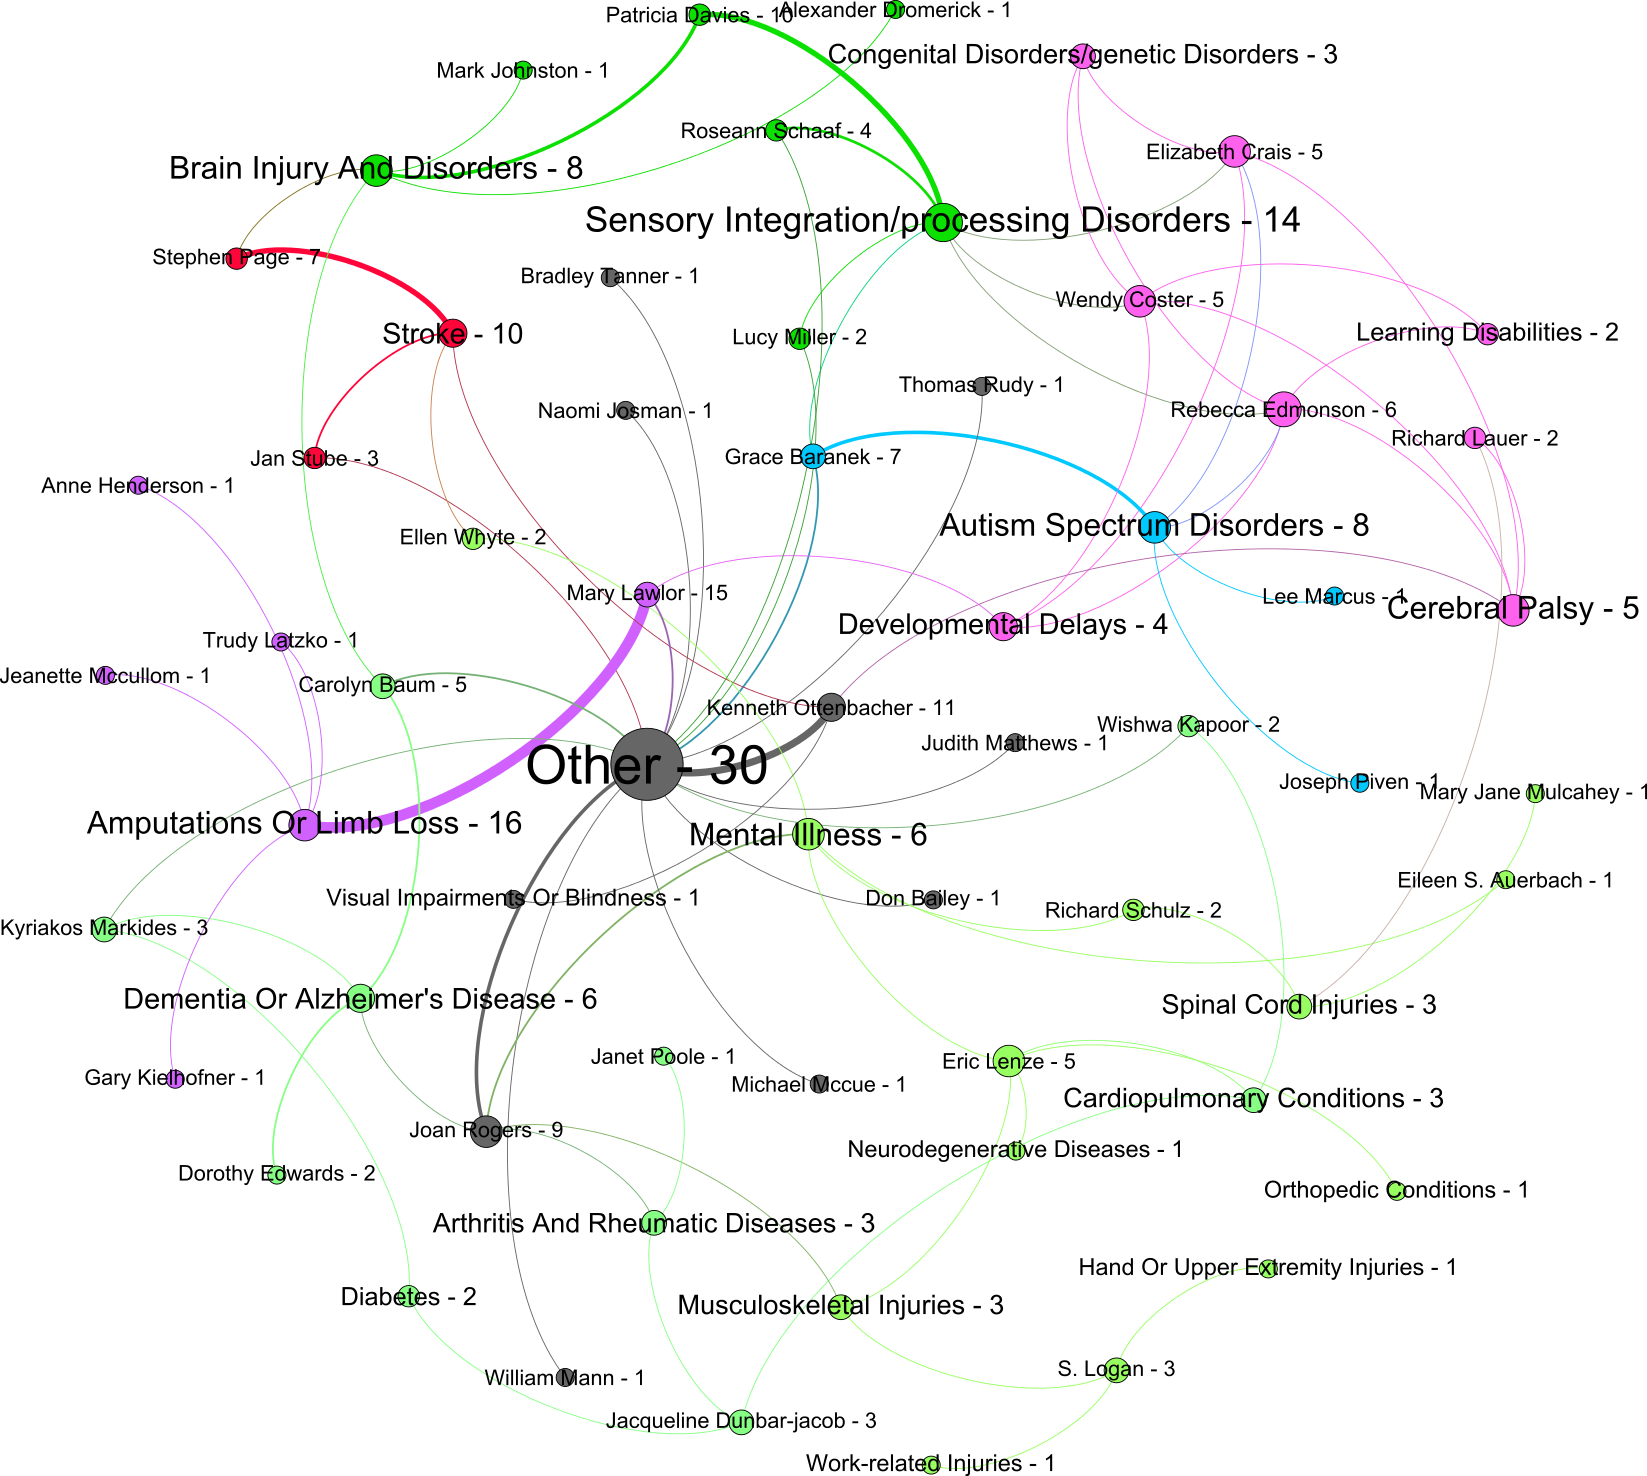 Patricia Davies - 10
Alexander Dromerick - 1
Congenital Disorders/genetic Disorders - 3
Mark Johnston - 1
Roseann Schaaf - 4
Elizabeth Crais - 5
Brain Injury And Disorders - 8
Sensory Integration/processing Disorders - 14
Stephen Page - 7
Bradley Tanner - 1
Wendy Coster - 5
Stroke - 10
Lucy Miller - 2
Learning Disabilities - 2
Thomas Rudy - 1
Naomi Josman - 1
Rebecca Edmonson - 6
Richard Lauer - 2
Jan Stube - 3
Grace Baranek - 7
Anne Henderson - 1
Autism Spectrum Disorders - 8
Ellen Whyte - 2
Mary Lawlor - 15
Lee Marcus - 1
Cerebral Palsy - 5
Developmental Delays - 4
Trudy Latzko - 1
Jeanette Mccullom - 1
Carolyn Baum - 5
Kenneth Ottenbacher - 11
Wishwa Kapoor - 2
Judith Matthews - 1
Other - 30
Joseph Piven - 1
Mary Jane Mulcahey - 1
Amputations Or Limb Loss - 16
Mental Illness - 6
Eileen S. Auerbach - 1
Visual Impairments Or Blindness - 1
Don Bailey - 1
Richard Schulz - 2
Kyriakos Markides - 3
Dementia Or Alzheimer's Disease - 6
Spinal Cord Injuries - 3
Janet Poole - 1
Eric Lenze - 5
Gary Kielhofner - 1
Michael Mccue - 1
Cardiopulmonary Conditions - 3
Joan Rogers - 9
Neurodegenerative Diseases - 1
Dorothy Edwards - 2
Orthopedic Conditions - 1
Arthritis And Rheumatic Diseases - 3
Hand Or Upper Extremity Injuries - 1
Diabetes - 2
Musculoskeletal Injuries - 3
S. Logan - 3
William Mann - 1
Jacqueline Dunbar-jacob - 3
Work-related Injuries - 1